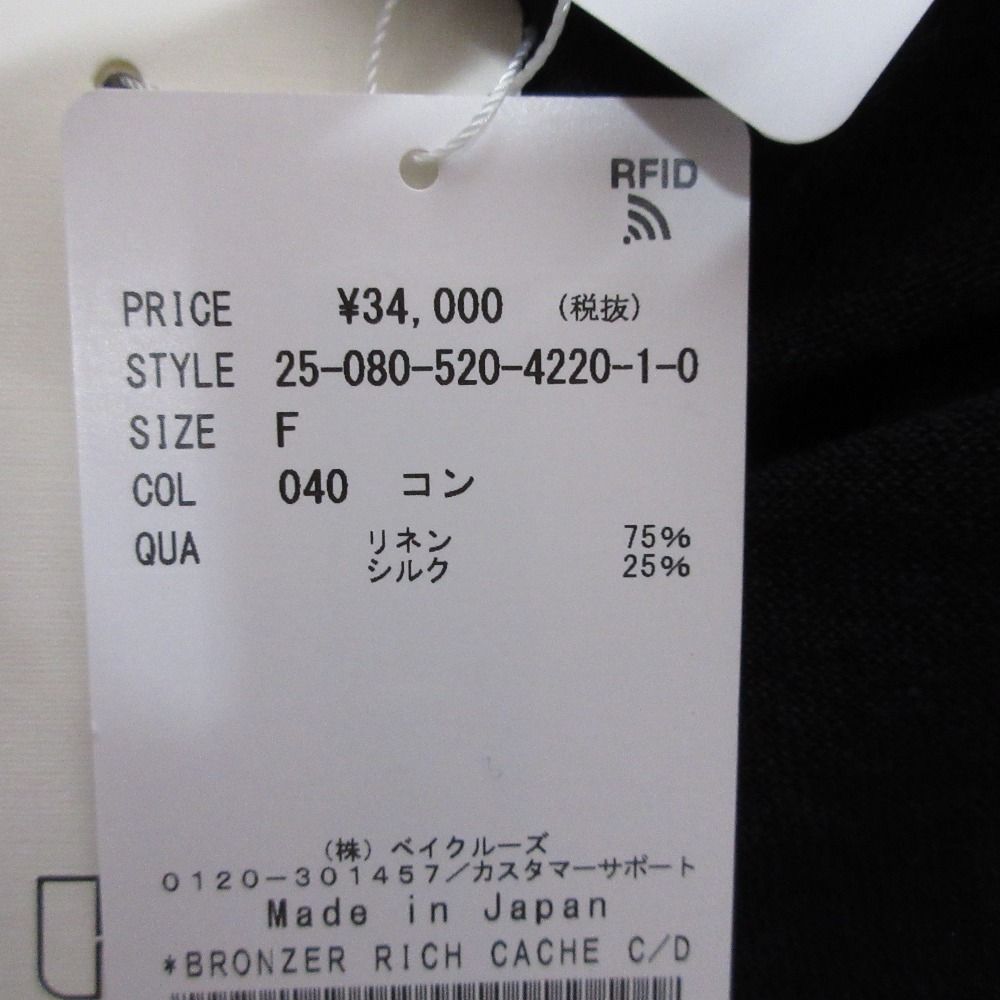 RFID
PRICE ¥34,000 (税抜)
STYLE 25-080-520-4220-1-0
SIZE F
COL 040 コン
QUA リネン 75%
シルク 25%
(株)ベイクルーズ
0120-301457/カスタマーサポート
Made in Japan
*BRONZER RICH CACHE C/D